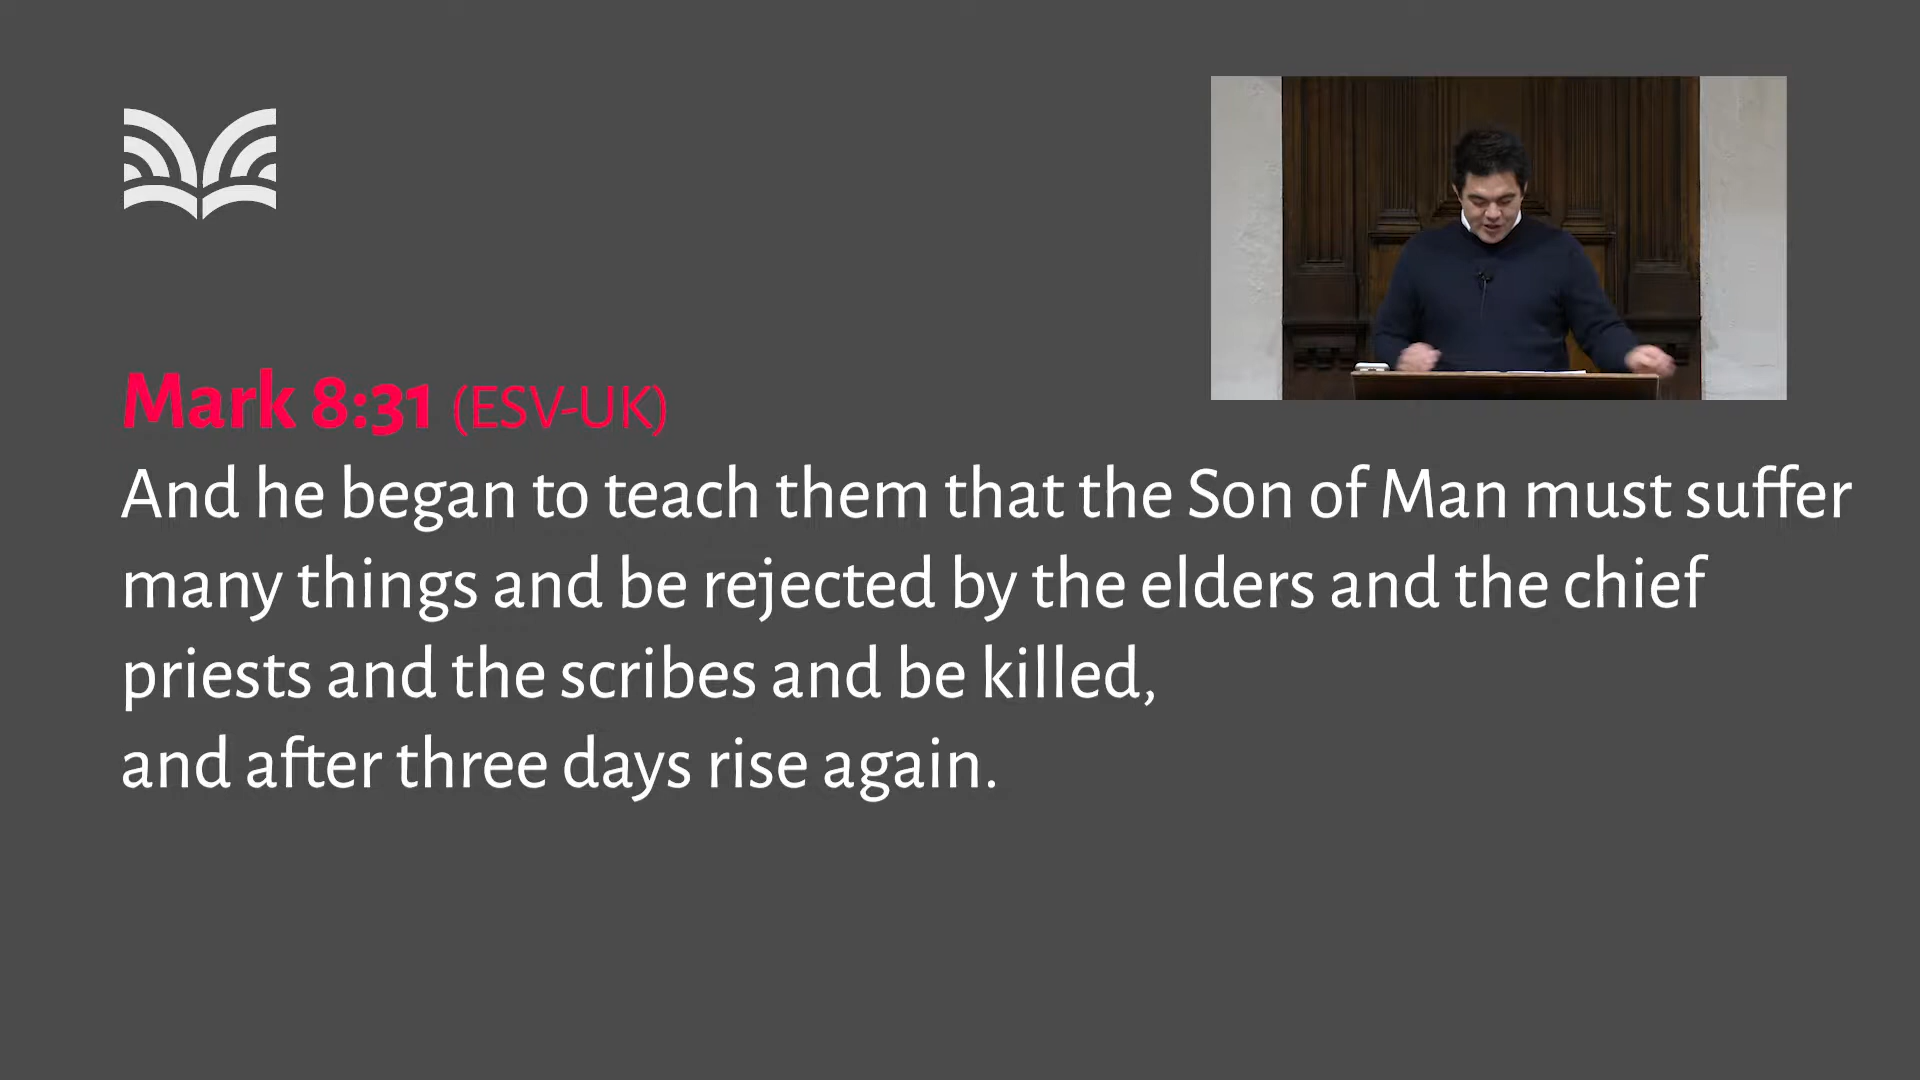 Mark 8:31 (ESV-UK)
And he began to teach them that the Son of Man must suffer
many things and be rejected by the elders and the chief
priests and the scribes and be killed,
and after three days rise again.